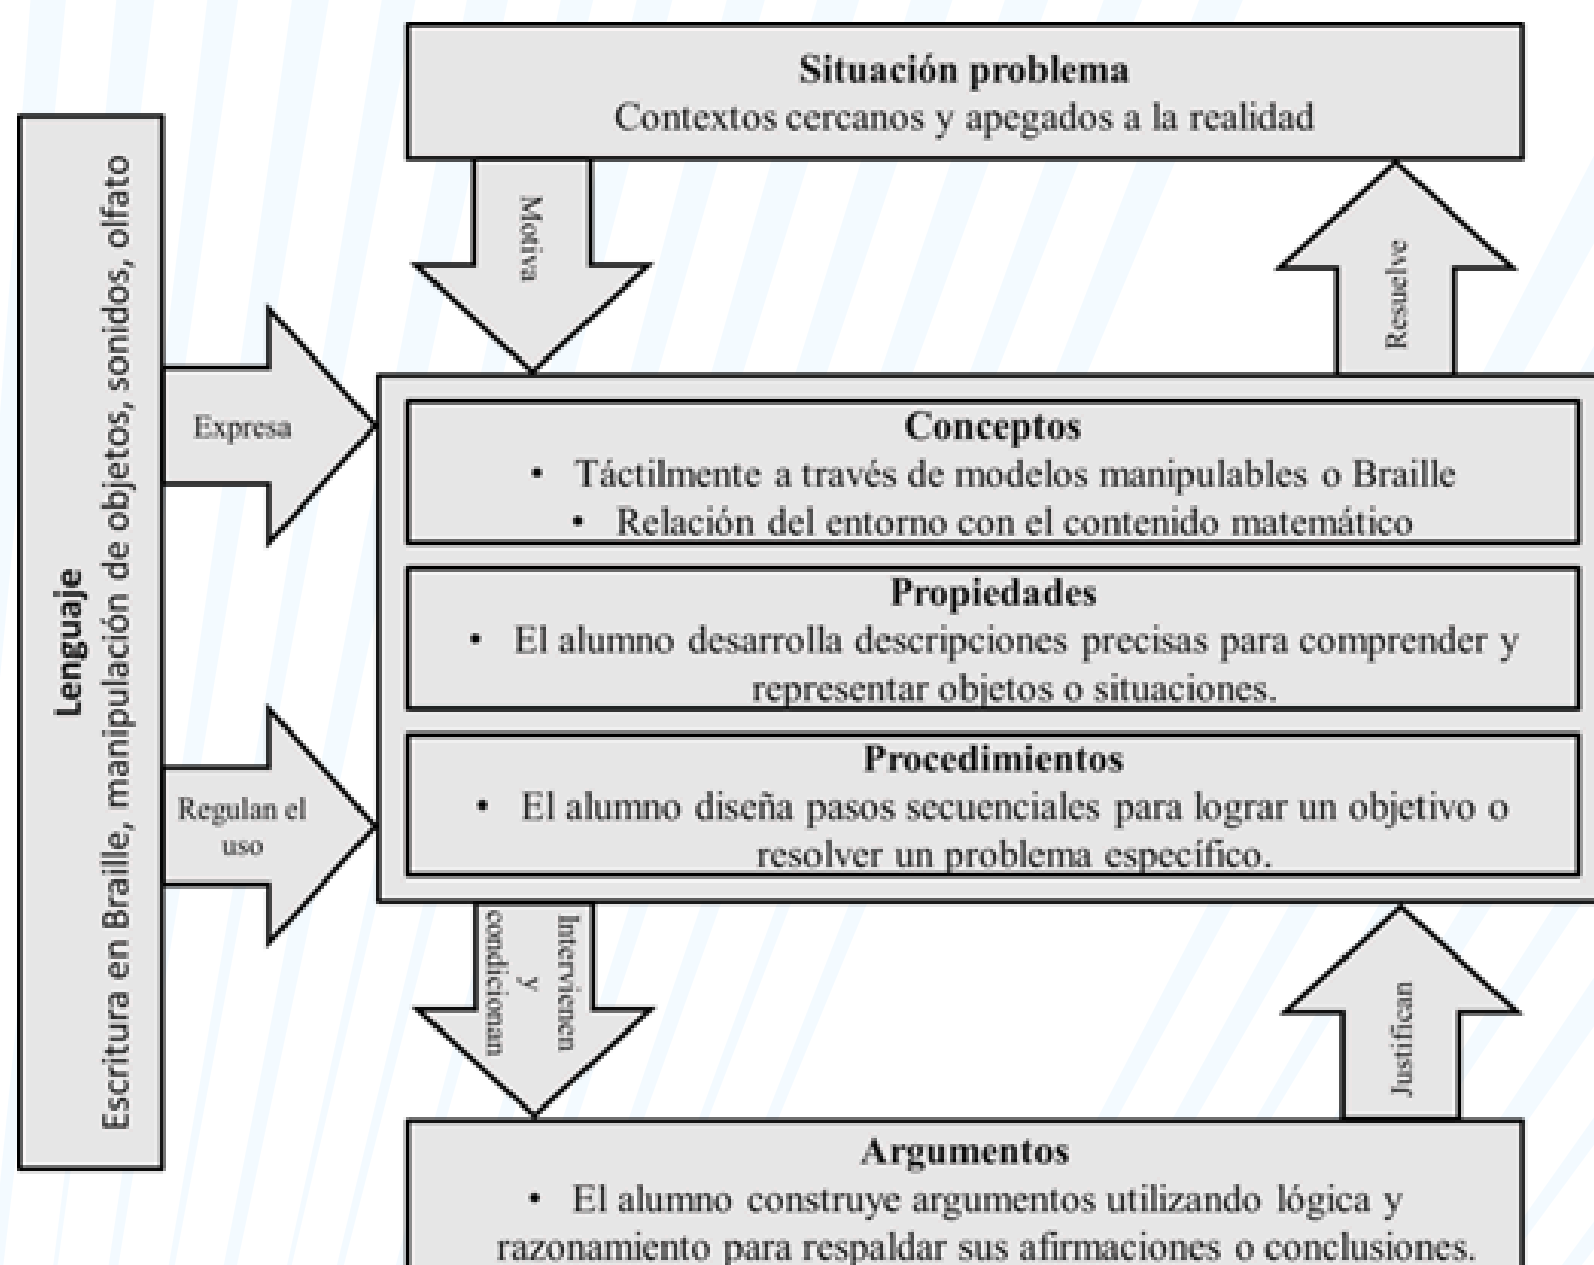 Situación problema
Contextos cercanos y apegados a la realidad
Lenguaje
Escritura en Braille, manipulación de objetos, sonidos, olfato
Motiva
Resuelve
Expresa
Conceptos
• Táctilmente a través de modelos manipulables o Braille
• Relación del entorno con el contenido matemático
Propiedades
• El alumno desarrolla descripciones precisas para comprender y
representar objetos o situaciones.
Regulan el
uso
Procedimientos
• El alumno diseña pasos secuenciales para lograr un objetivo o
resolver un problema específico.
Intervienen
y
condicionan
Justifican
Argumentos
• El alumno construye argumentos utilizando lógica y
razonamiento para respaldar sus afirmaciones o conclusiones.